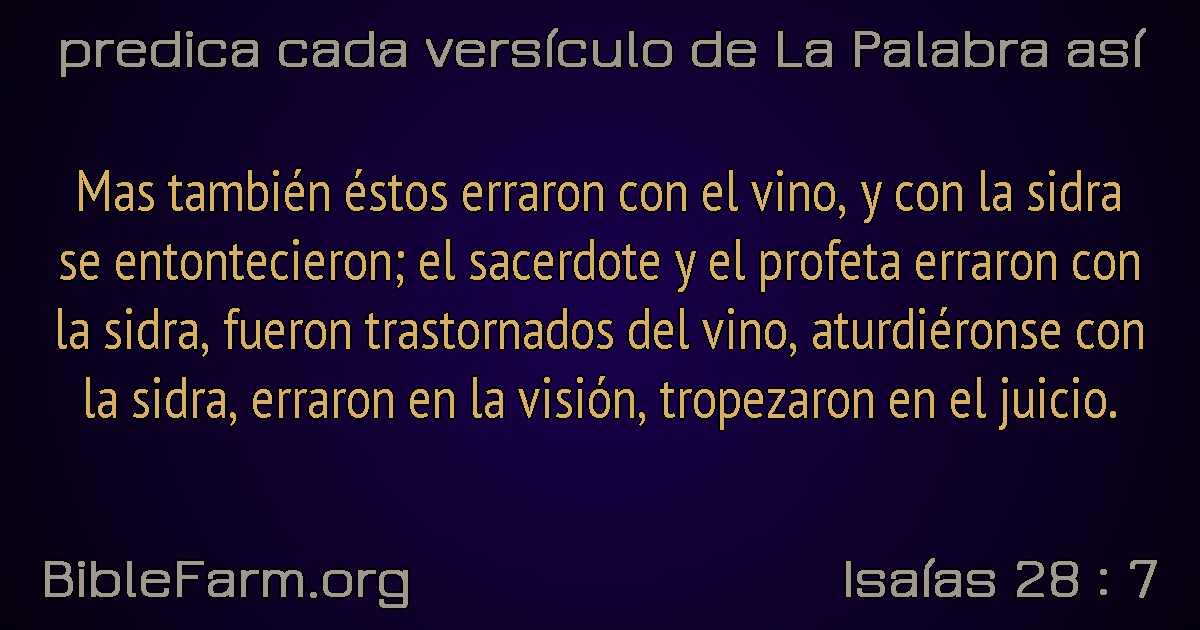 predica cada versículo de La Palabra así
Mas también éstos erraron con el vino, y con la sidra
se entontecieron; el sacerdote y el profeta erraron con
la sidra, fueron trastornados del vino, aturdiéronse con
la sidra, erraron en la visión, tropezaron en el juicio.
BibleFarm.org
Isaías 28 : 7